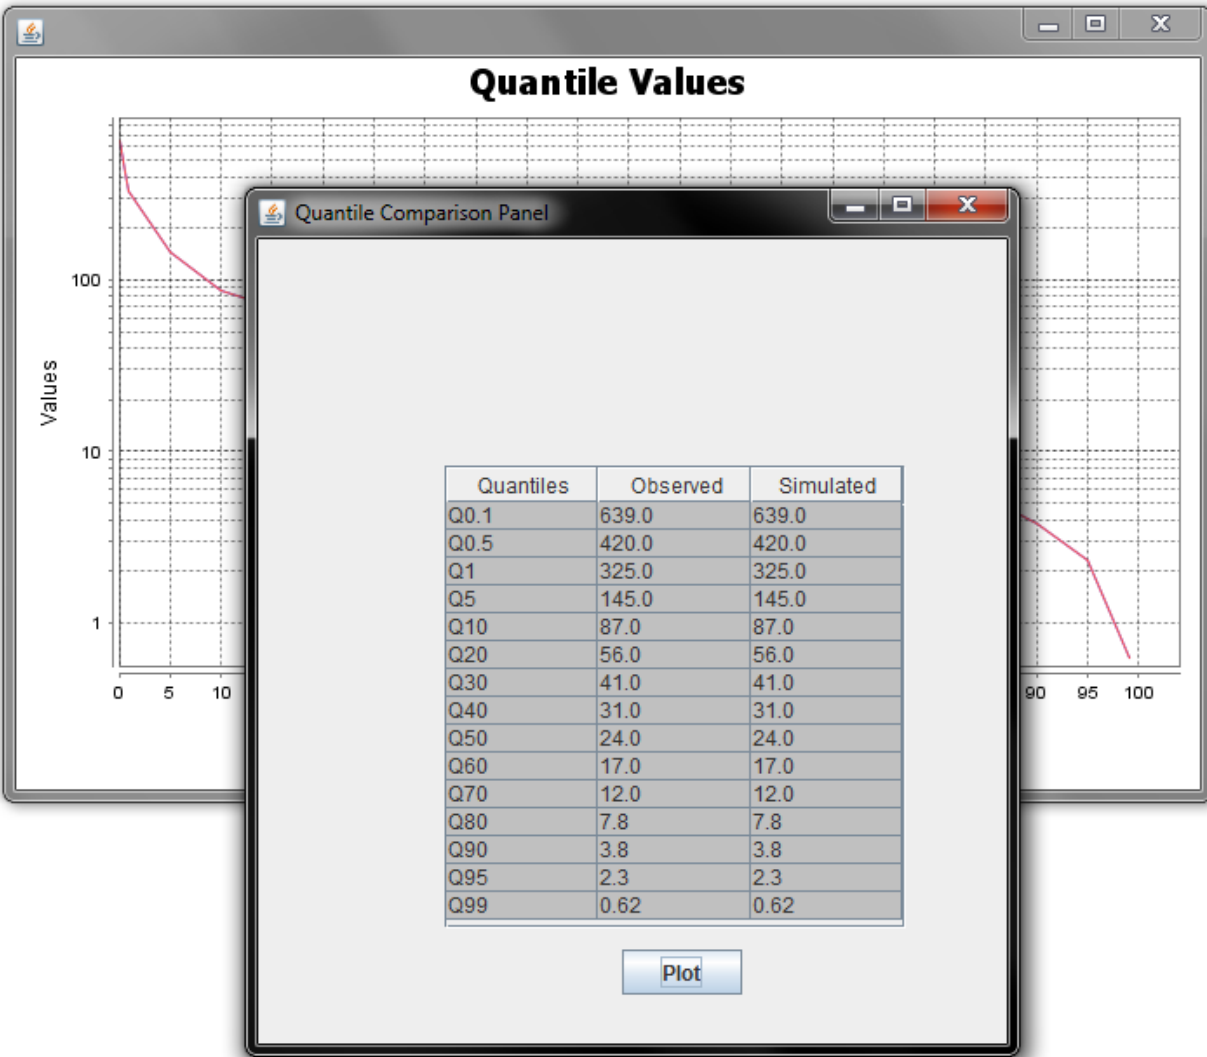 Quantile Values
Quantile Comparison Panel
100
10
1
Values
0 5 10 90 95 100
Quantiles Observed Simulated
Q0.1 639.0 639.0
Q0.5 420.0 420.0
Q1 325.0 325.0
Q5 145.0 145.0
Q10 87.0 87.0
Q20 56.0 56.0
Q30 41.0 41.0
Q40 31.0 31.0
Q50 24.0 24.0
Q60 17.0 17.0
Q70 12.0 12.0
Q80 7.8 7.8
Q90 3.8 3.8
Q95 2.3 2.3
Q99 0.62 0.62
Plot